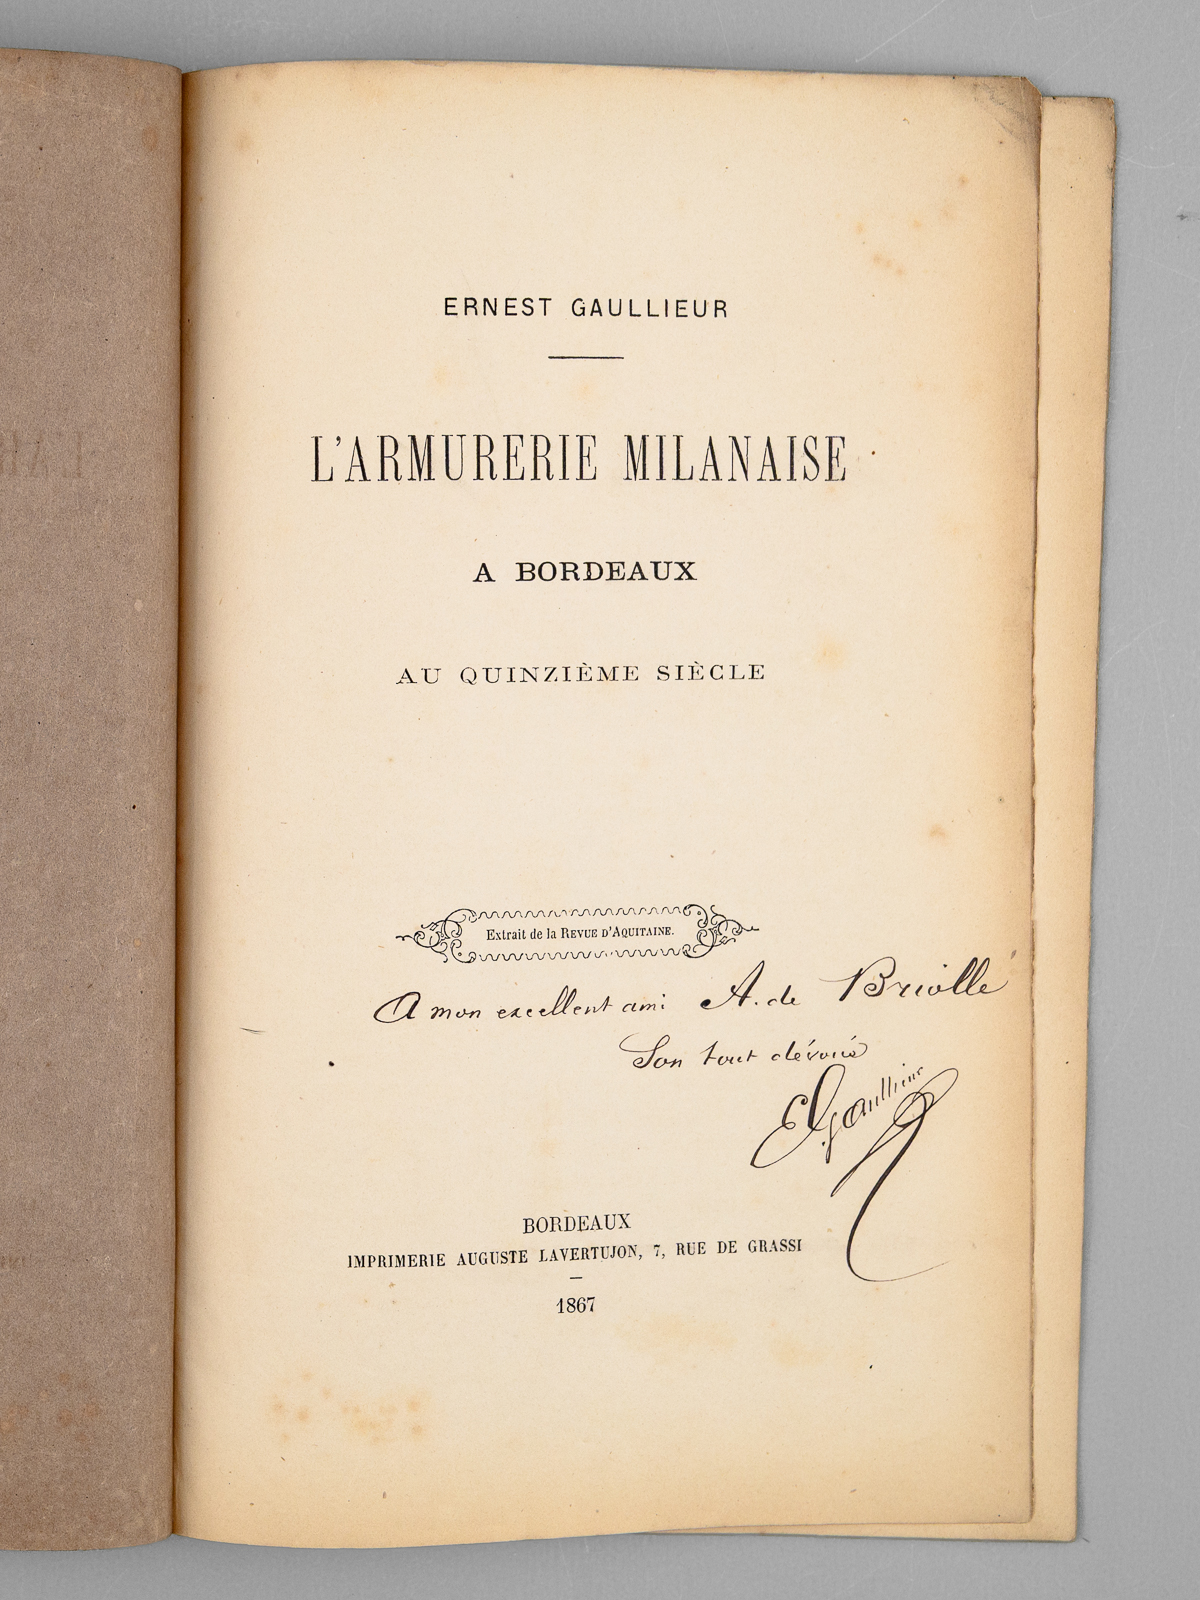 ERNEST GAULLIEUR
L'ARMURERIE MILANAISE
A BORDEAUX
AU QUINZIÈME SIÈCLE
Extrait de la REVUE D'AQUITAINE.
A mon excellent ami A. de Briolle
Son tout dévoué
EGaullieur
BORDEAUX
IMPRIMERIE AUGUSTE LAVERTUJON, 7, RUE DE GRASSI
1867